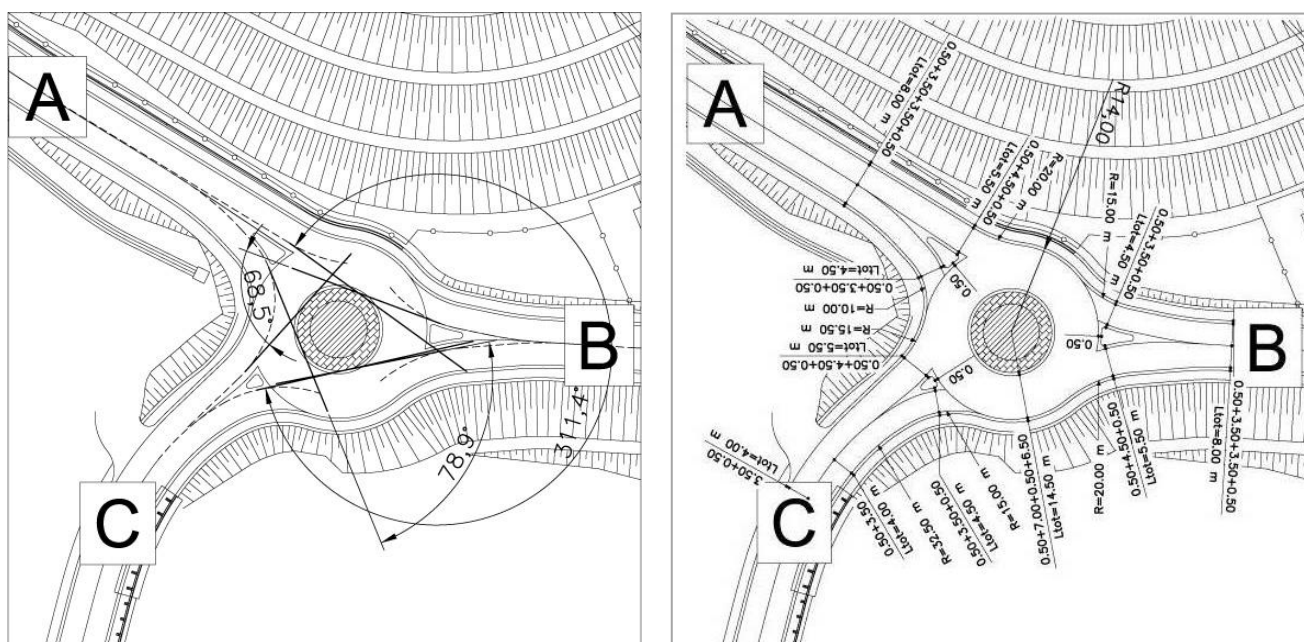 A
B
C
68,5°
78,9°
311,4°
A
B
C
0.50+3.50+3.50+0.50
Ltot=8.00 m
R14,00
0.50+4.50+0.50
Ltot=5.50 m
R=20.00 m
R=15.00 m
0.50+3.50+0.50
Ltot=4.50 m
0.50
0.50+3.50+0.50
Ltot=4.50 m
R=10.00 m
R=15.50 m
0.50+4.50+0.50
Ltot=5.50 m
0.50
0.50
3.50+0.50
Ltot=4.00 m
0.50+3.50
Ltot=4.00 m
R=32.50 m
0.50+3.50+0.50
Ltot=4.50 m
R=15.00 m
0.50+7.00+0.50+6.50
Ltot=14.50 m
R=20.00 m
0.50+4.50+0.50
Ltot=5.50 m
0.50+3.50+3.50+0.50
Ltot=8.00 m